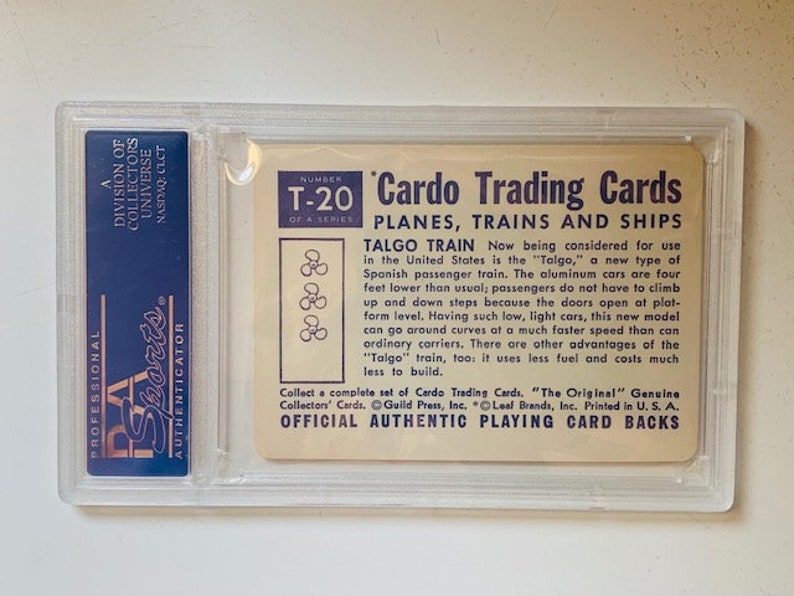 A
DIVISION OF
COLLECTORS
UNIVERSE
NASDAQ: CLCT
PROFESSIONAL
PSA
Sports®
AUTHENTICATOR
NUMBER
T-20
OF A SERIES
*Cardo Trading Cards
PLANES, TRAINS AND SHIPS
TALGO TRAIN Now being considered for use
in the United States is the "Talgo," a new type of
Spanish passenger train. The aluminum cars are four
feet lower than usual; passengers do not have to climb
up and down steps because the doors open at plat-
form level. Having such low, light cars, this new model
can go around curves at a much faster speed than can
ordinary carriers. There are other advantages of the
"Talgo" train, too: it uses less fuel and costs much
less to build.
Collect a complete set of Cardo Trading Cards. "The Original" Genuine
Collectors' Cards. ©Guild Press, Inc. *©Leaf Brands, Inc. Printed in U. S. A.
OFFICIAL AUTHENTIC PLAYING CARD BACKS